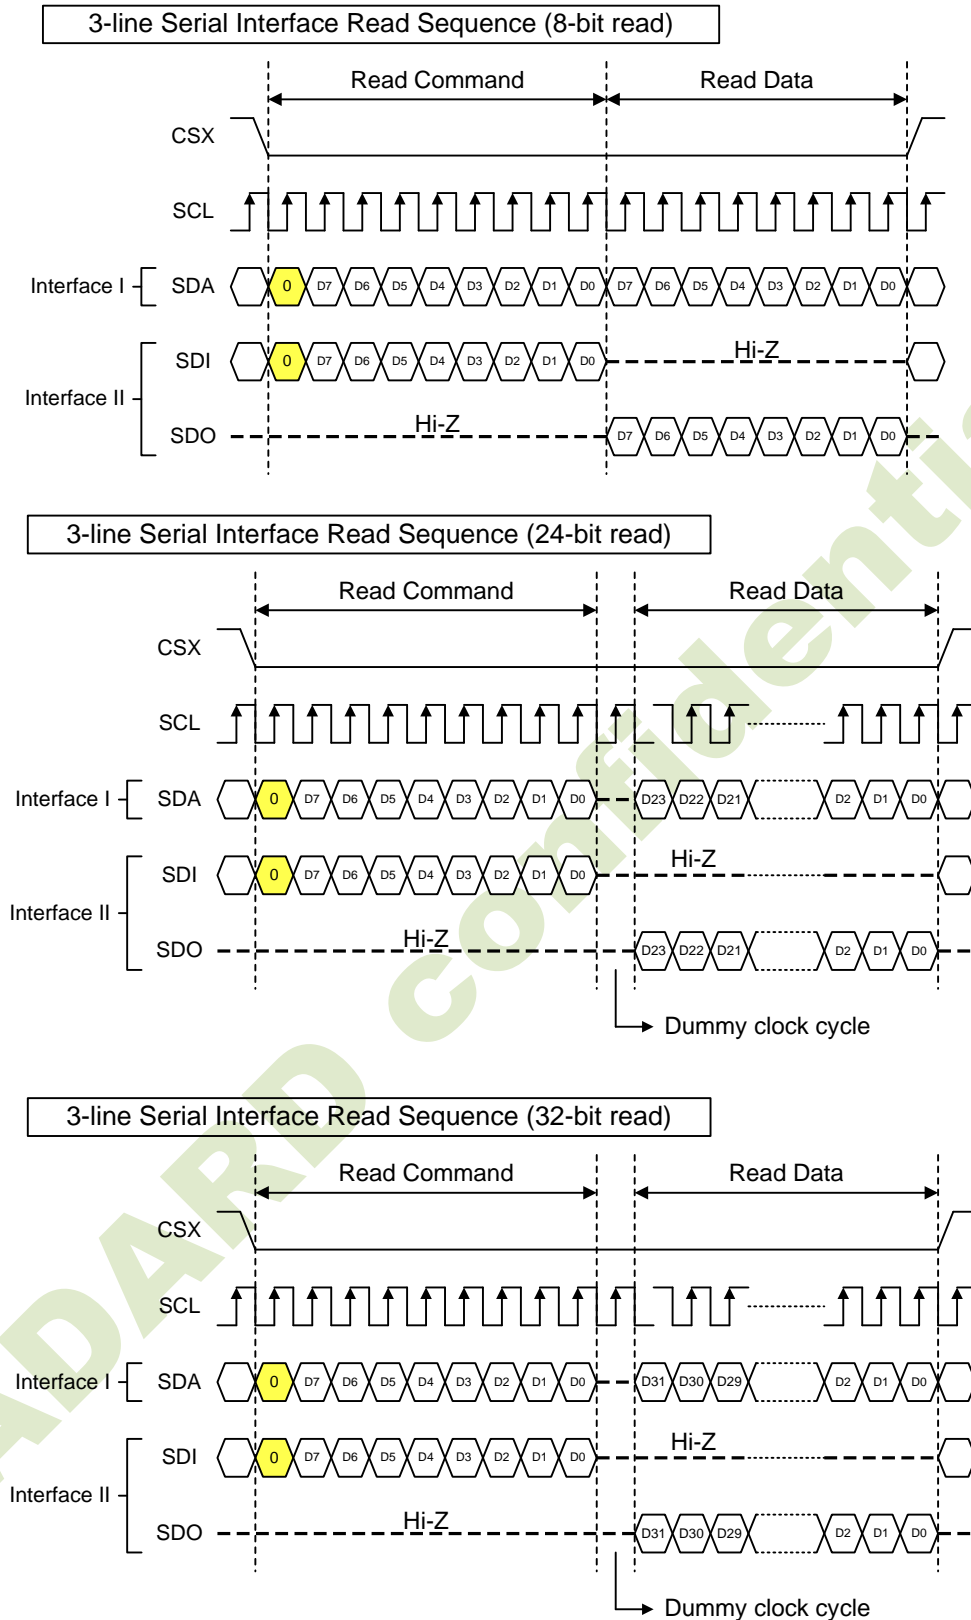 3-line Serial Interface Read Sequence (8-bit read)
Read Command Read Data
CSX
SCL
Interface I SDA 0 D7 D6 D5 D4 D3 D2 D1 D0 D7 D6 D5 D4 D3 D2 D1 D0
SDI 0 D7 D6 D5 D4 D3 D2 D1 D0 Hi-Z
Interface II
SDO Hi-Z D7 D6 D5 D4 D3 D2 D1 D0
3-line Serial Interface Read Sequence (24-bit read)
Read Command Read Data
CSX
SCL
Interface I SDA 0 D7 D6 D5 D4 D3 D2 D1 D0 D23 D22 D21 D2 D1 D0
SDI 0 D7 D6 D5 D4 D3 D2 D1 D0 Hi-Z
Interface II
SDO Hi-Z D23 D22 D21 D2 D1 D0
Dummy clock cycle
3-line Serial Interface Read Sequence (32-bit read)
Read Command Read Data
CSX
SCL
Interface I SDA 0 D7 D6 D5 D4 D3 D2 D1 D0 D31 D30 D29 D2 D1 D0
SDI 0 D7 D6 D5 D4 D3 D2 D1 D0 Hi-Z
Interface II
SDO Hi-Z D31 D30 D29 D2 D1 D0
Dummy clock cycle
ADARD confidentia